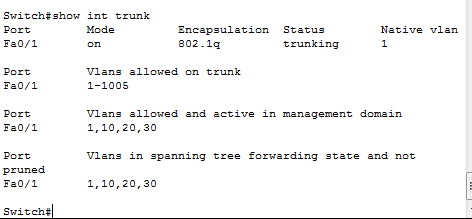 Switch#show int trunk
Port        Mode         Encapsulation  Status        Native vlan
Fa0/1       on           802.1q         trunking      1
Port        Vlans allowed on trunk
Fa0/1       1-1005
Port        Vlans allowed and active in management domain
Fa0/1       1,10,20,30
Port        Vlans in spanning tree forwarding state and not
pruned
Fa0/1       1,10,20,30
Switch#